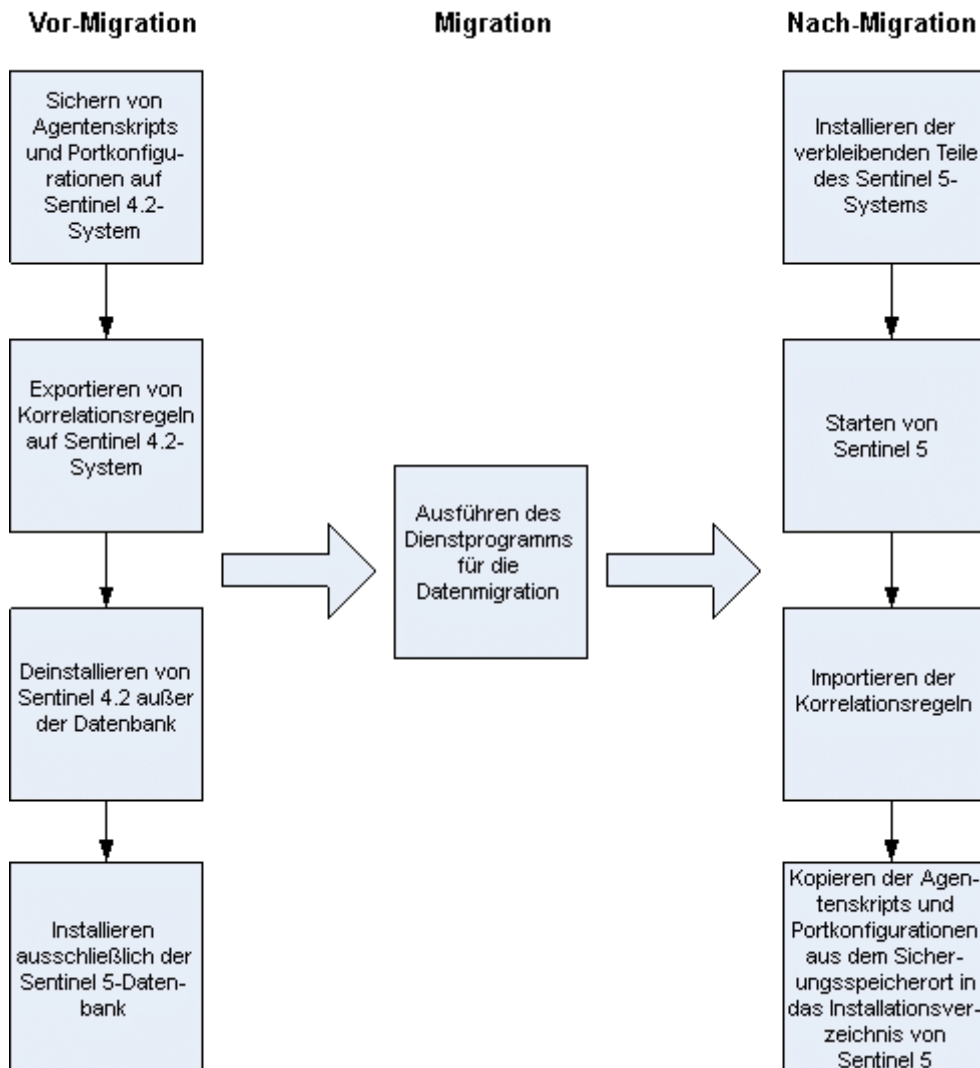 Vor-Migration
Sichern von
Agentenskripts
und Portkonfigu-
rationen auf
Sentinel 4.2-
System
Exportieren von
Korrelationsregeln
auf Sentinel 4.2-
System
Deinstallieren von
Sentinel 4.2 außer
der Datenbank
Installieren
ausschließlich der
Sentinel 5-Daten-
bank
Migration
Ausführen des
Dienstprogramms
für die
Datenmigration
Nach-Migration
Installieren der
verbleibenden Teile
des Sentinel 5-
Systems
Starten von
Sentinel 5
Importieren der
Korrelationsregeln
Kopieren der Agen-
tenskripts und
Portkonfigurationen
aus dem Sicher-
ungsspeicherort in
das Installationsver-
zeichnis von
Sentinel 5